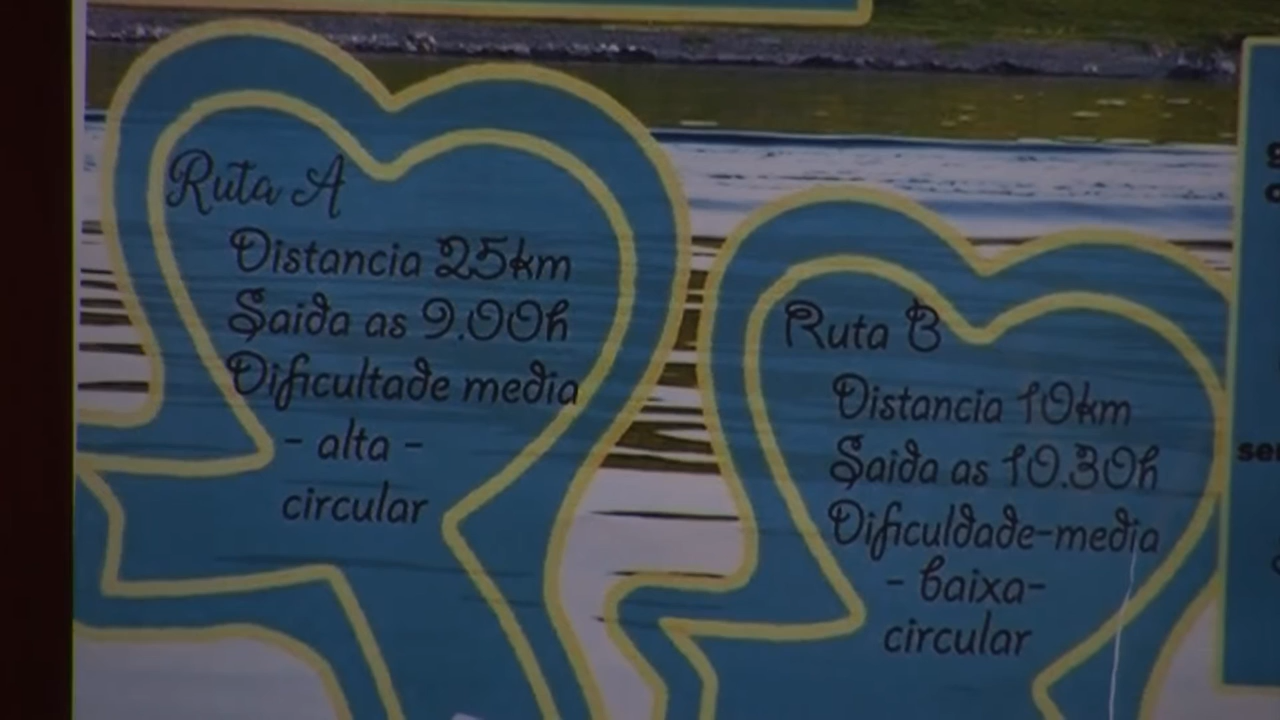 Ruta A
Distancia 25km
Saida as 9.00h
Dificultade media
- alta -
circular
Ruta B
Distancia 10km
Saida as 10.30h
Dificuldade-media
- baixa-
circular